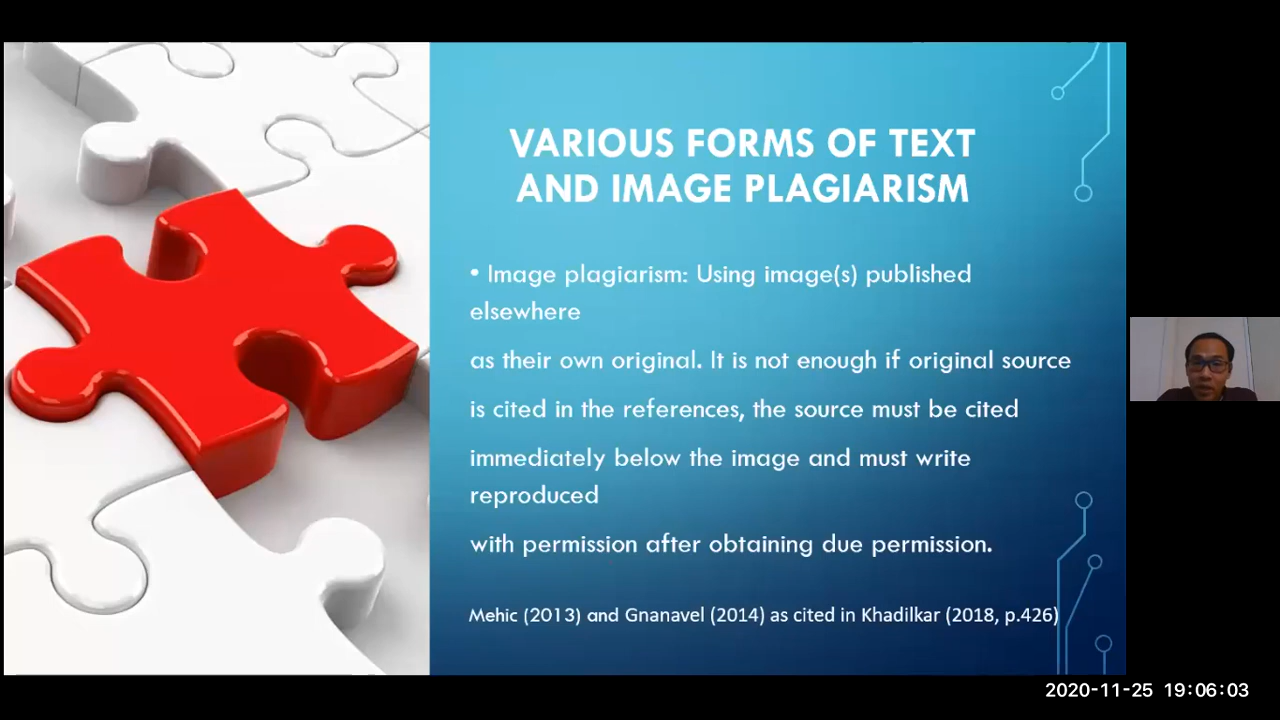 VARIOUS FORMS OF TEXT
AND IMAGE PLAGIARISM
• Image plagiarism: Using image(s) published
elsewhere
as their own original. It is not enough if original source
is cited in the references, the source must be cited
immediately below the image and must write
reproduced
with permission after obtaining due permission.
Mehic (2013) and Gnanavel (2014) as cited in Khadilkar (2018, p.426)
2020-11-25 19:06:03